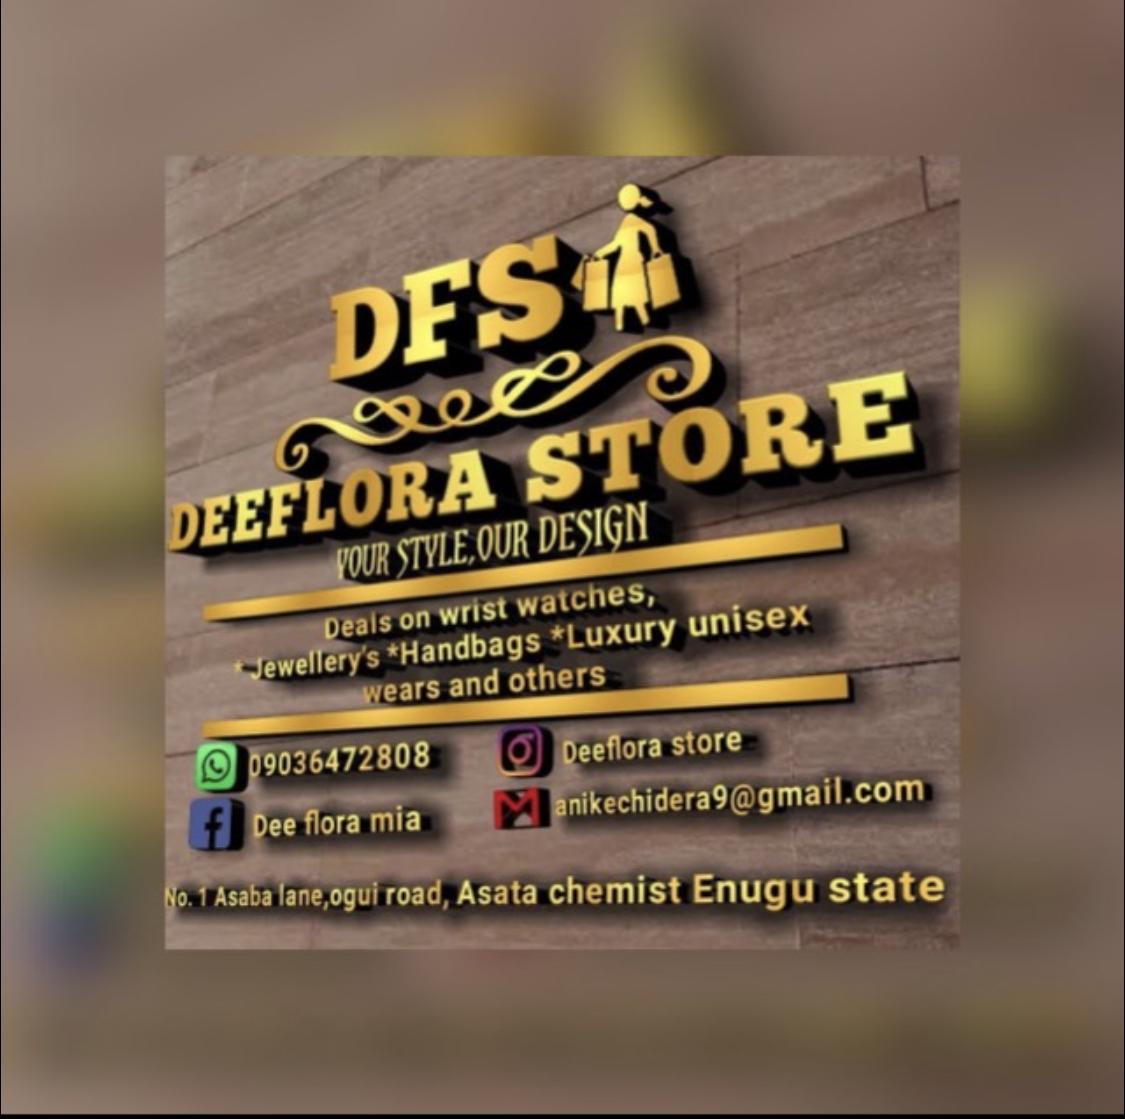 DFS
DEEFLORA STORE
YOUR STYLE,OUR DESIGN
Deals on wrist watches,
* Jewellery's *Handbags *Luxury unisex
wears and others
09036472808
Deeflora store
Dee flora mia
anikechidera9@gmail.com
No. 1 Asaba lane,ogui road, Asata chemist Enugu state